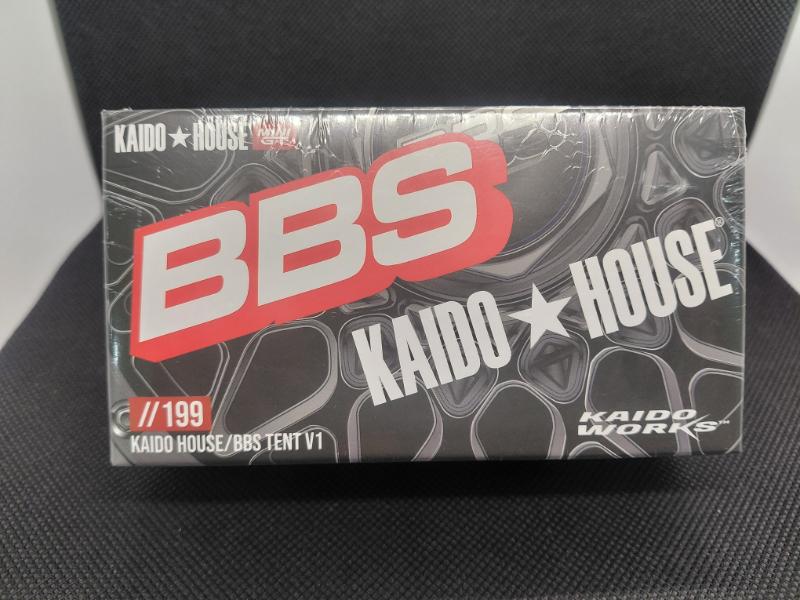 KAIDO★HOUSE MINI GT
BBS
KAIDO★HOUSE®
//199
KAIDO HOUSE/BBS TENT V1
KAIDO WORKS™